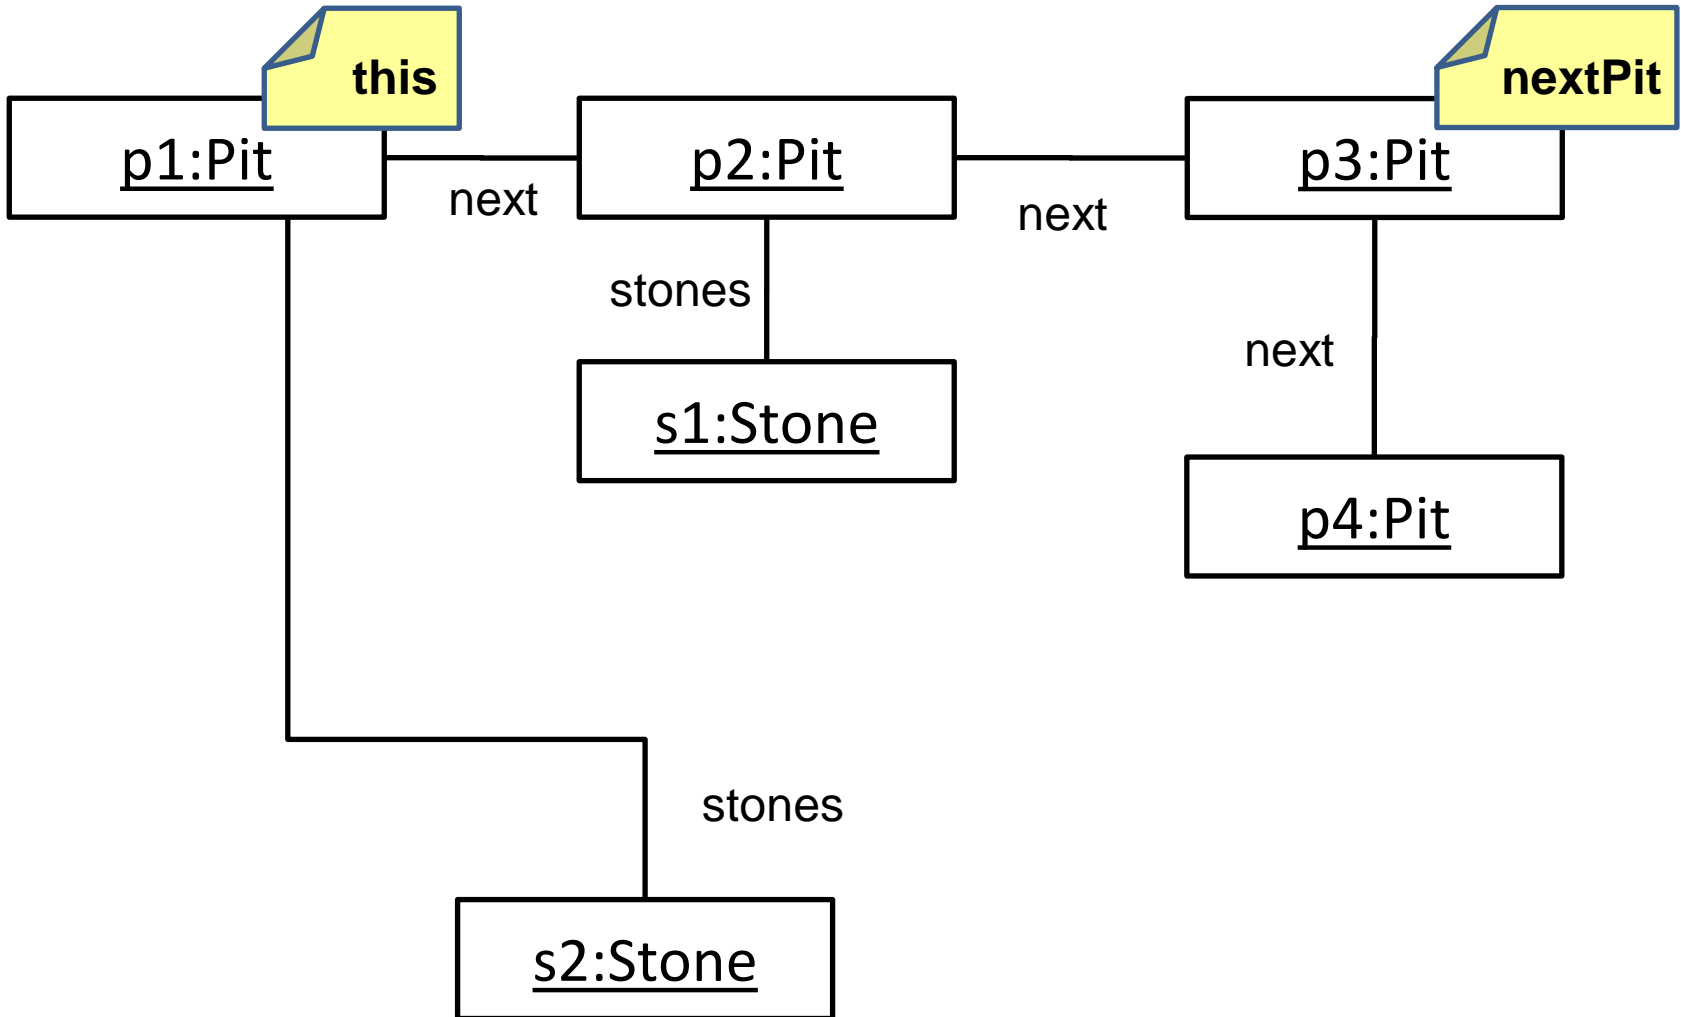 this
nextPit
p1:Pit
p2:Pit
p3:Pit
next
next
stones
next
s1:Stone
p4:Pit
stones
s2:Stone